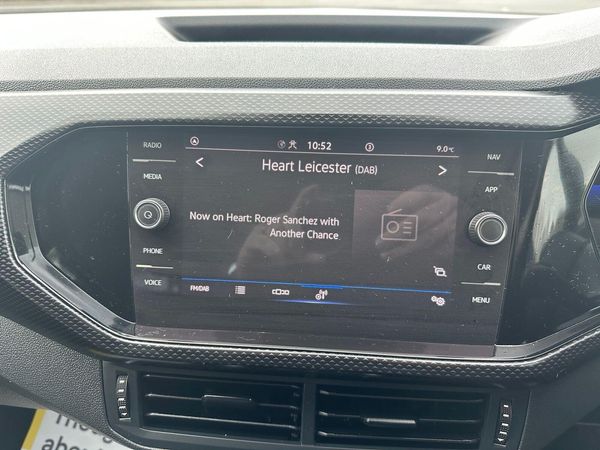 RADIO
10:52
9.0°C
NAV
Heart Leicester (DAB)
MEDIA
APP
Now on Heart: Roger Sanchez with
Another Chance
PHONE
CAR
VOICE
FM/DAB
MENU
about